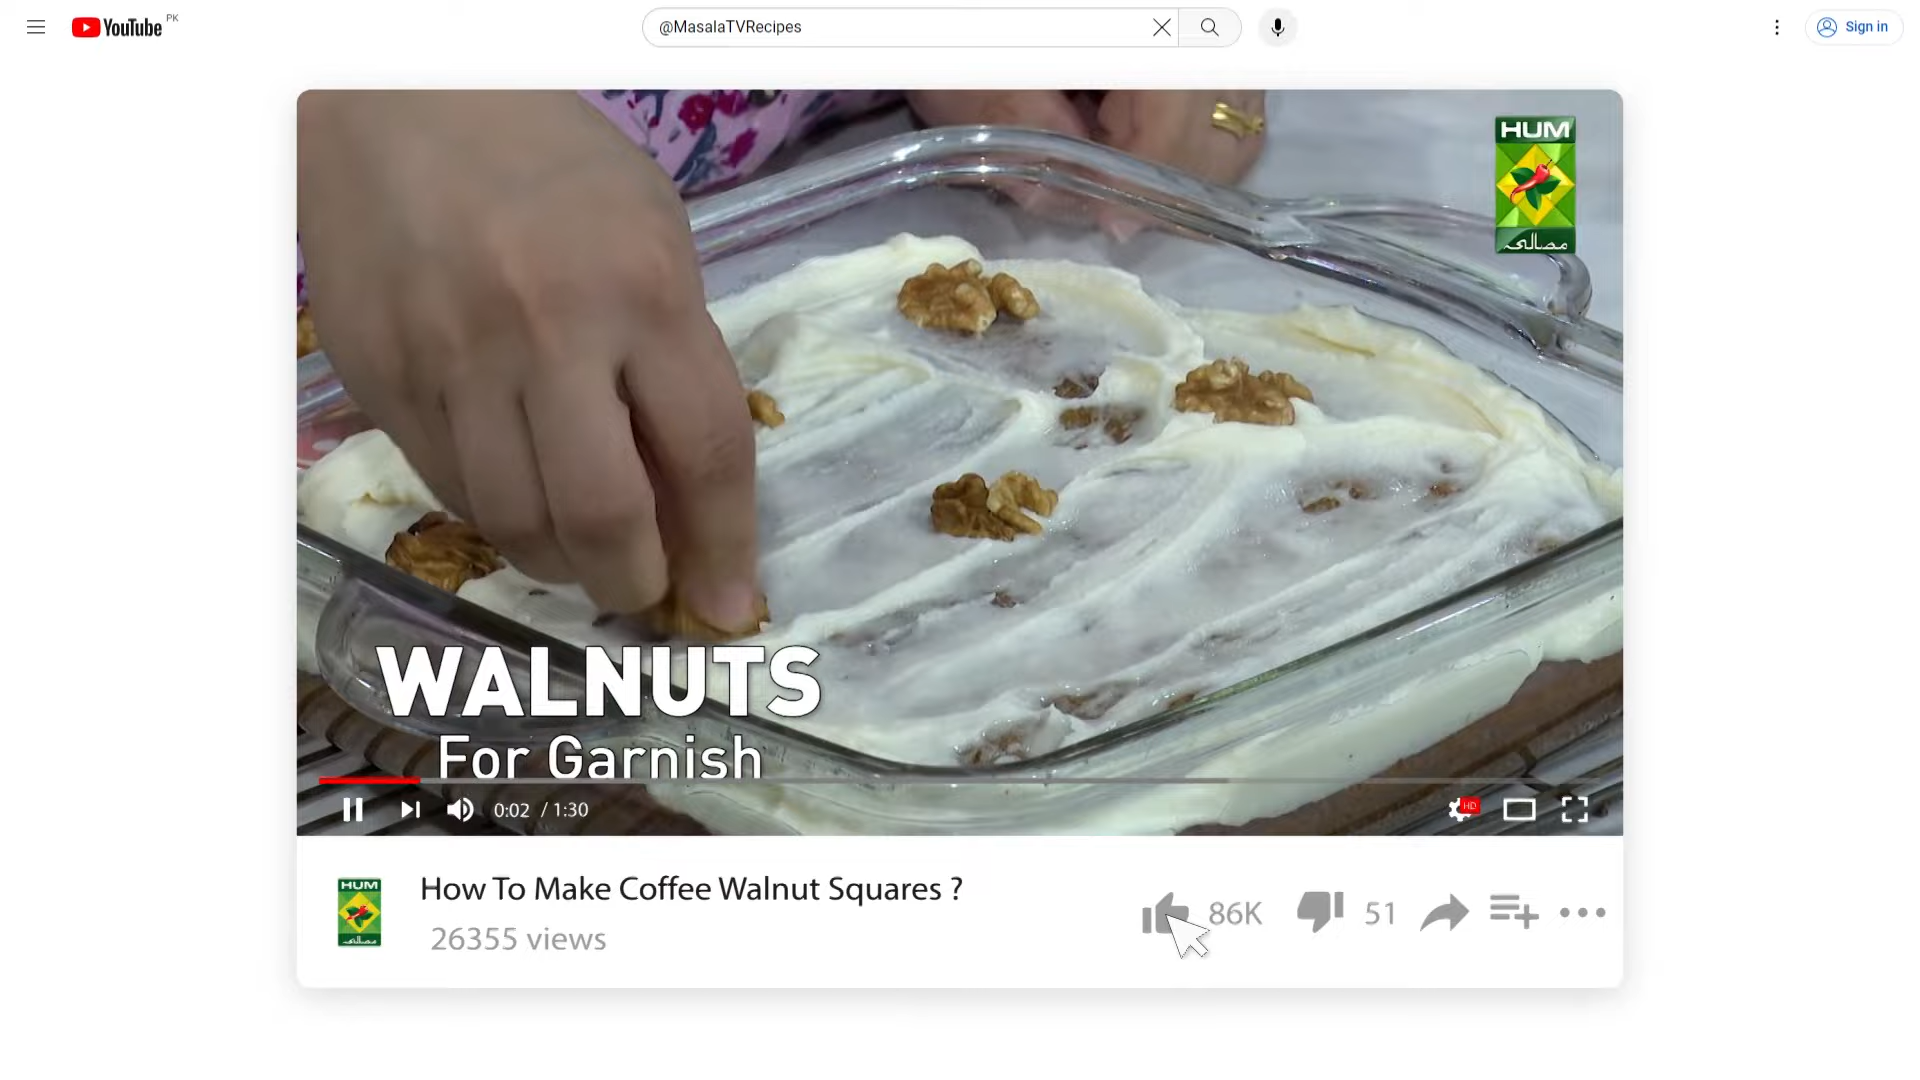 YouTube PK
@MasalaTVRecipes
Sign in
HUM
مصالحہ
WALNUTS
For Garnish
0:02 / 1:30
HD
HUM
مصالحہ
How To Make Coffee Walnut Squares ?
26355 views
86K
51